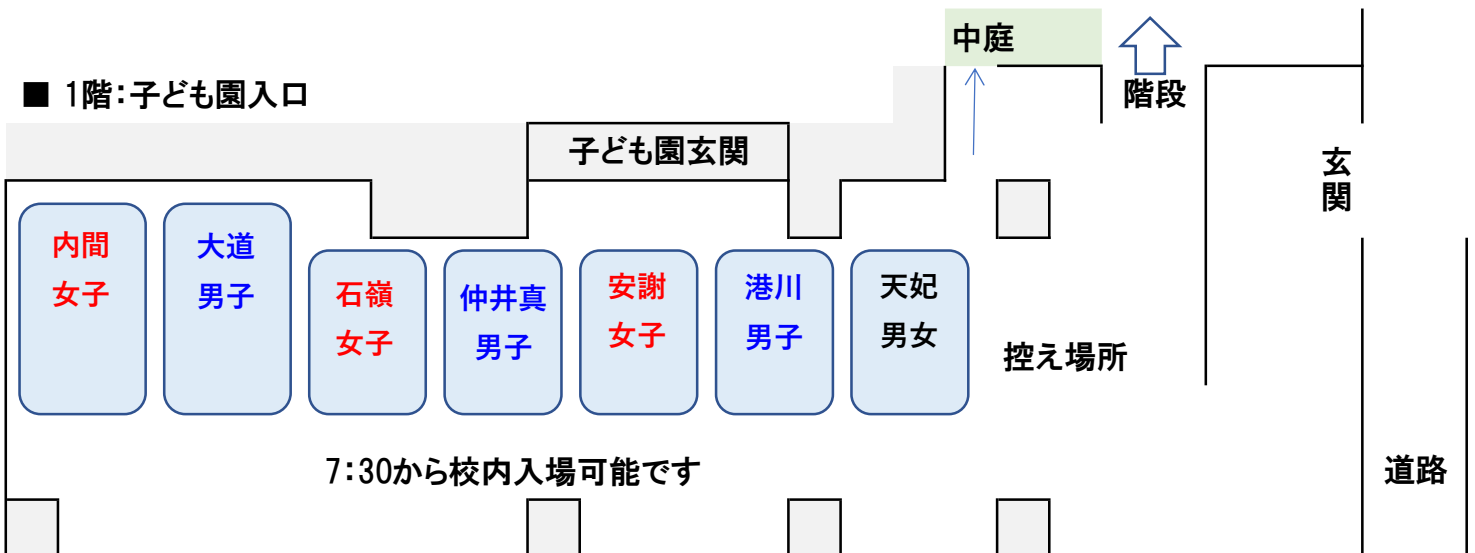 中庭
階段
■ 1階:子ども園入口
子ども園玄関
玄関
内間
女子
大道
男子
石嶺
女子
仲井真
男子
安謝
女子
港川
男子
天妃
男女
控え場所
7:30から校内入場可能です
道路